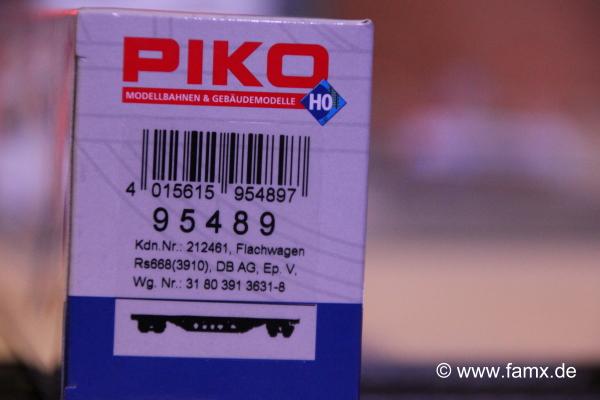 PIKO
MODELLBAHNEN & GEBÄUDEMODELLE
H0
4 015615 954897
95489
Kdn.Nr.: 212461, Flachwagen
Rs668(3910), DB AG, Ep. V,
Wg. Nr.: 31 80 391 3631-8
© www.famx.de